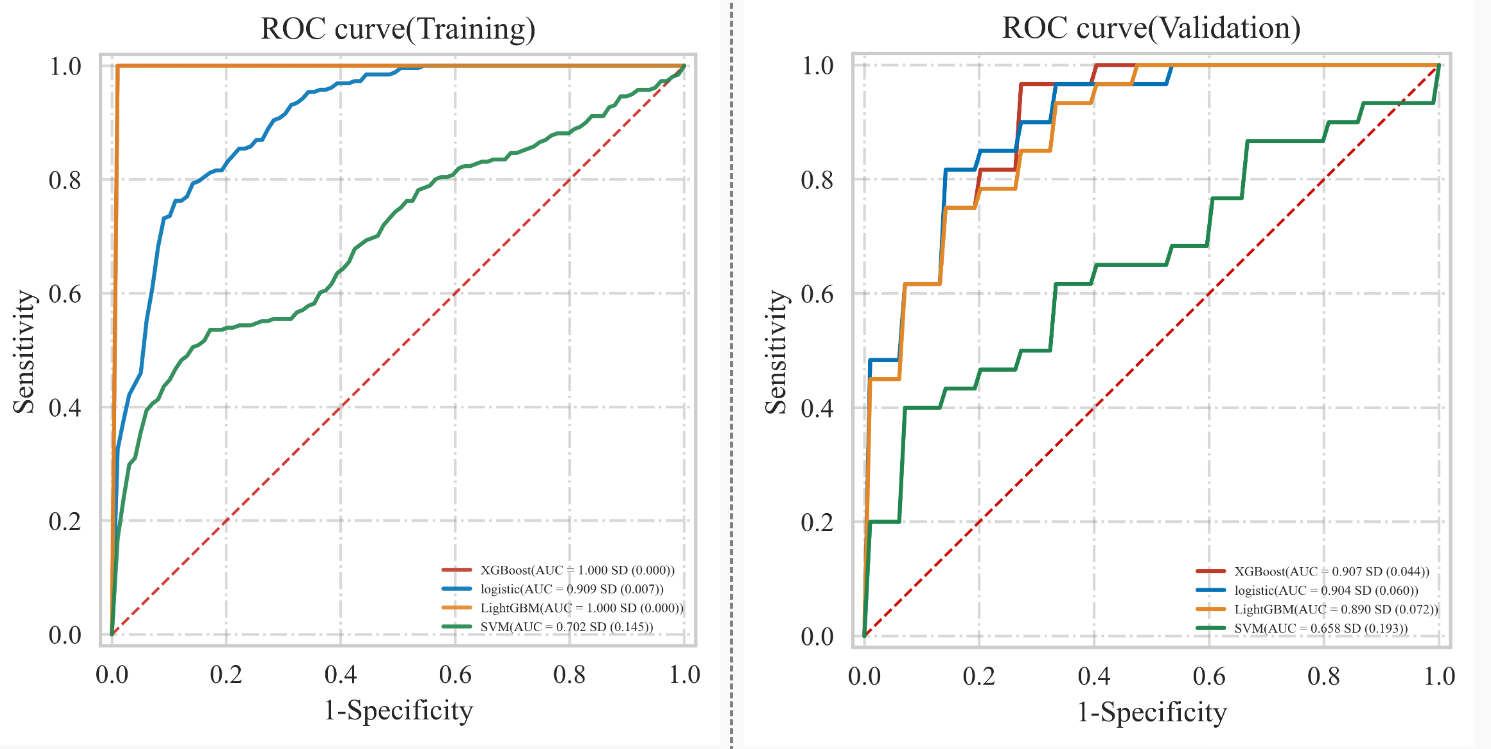 ROC curve(Training)
1.0
0.8
0.6
0.4
0.2
0.0
Sensitivity
XGBoost(AUC = 1.000 SD (0.000))
logistic(AUC = 0.909 SD (0.007))
LightGBM(AUC = 1.000 SD (0.000))
SVM(AUC = 0.702 SD (0.145))
0.0 0.2 0.4 0.6 0.8 1.0
1-Specificity
ROC curve(Validation)
1.0
0.8
0.6
0.4
0.2
0.0
Sensitivity
XGBoost(AUC = 0.907 SD (0.044))
logistic(AUC = 0.904 SD (0.060))
LightGBM(AUC = 0.890 SD (0.072))
SVM(AUC = 0.658 SD (0.193))
0.0 0.2 0.4 0.6 0.8 1.0
1-Specificity